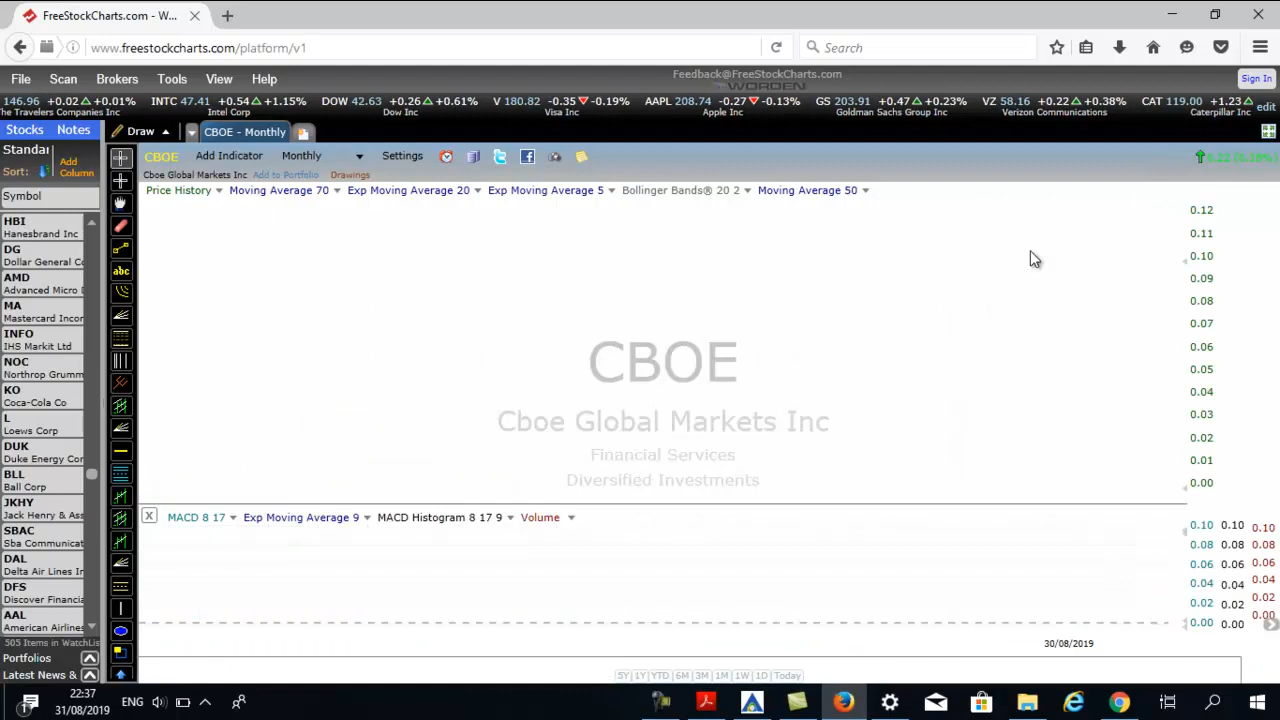 FreeStockCharts.com - W...
www.freestockcharts.com/platform/v1
Search
File Scan Brokers Tools View Help
Feedback@FreeStockCharts.com
WORDEN
Sign In
146.96 +0.02 +0.01% INTC 47.41 +0.54 +1.15% DOW 42.63 +0.26 +0.61% V 180.82 -0.35 -0.19% AAPL 208.74 -0.27 -0.13% GS 203.91 +0.47 +0.23% VZ 58.16 +0.22 +0.38% CAT 119.00 +1.23 edit
The Travelers Companies Inc Intel Corp Dow Inc Visa Inc Apple Inc Goldman Sachs Group Inc Verizon Communications Caterpillar Inc
Stocks Notes Draw CBOE - Monthly
Standar
Sort: Add Column
CBOE Add Indicator Monthly Settings 0.22 (0.18%)
Cboe Global Markets Inc Add to Portfolio Drawings
Price History Moving Average 70 Exp Moving Average 20 Exp Moving Average 5 Bollinger Bands® 20 2 Moving Average 50
Symbol
HBI
Hanesbrand Inc
DG
Dollar General Co
AMD
Advanced Micro D
MA
Mastercard Incor
INFO
IHS Markit Ltd
NOC
Northrop Grumm
KO
Coca-Cola Co
L
Loews Corp
DUK
Duke Energy Cor
BLL
Ball Corp
JKHY
Jack Henry & Ass
SBAC
Sba Communicat
DAL
Delta Air Lines In
DFS
Discover Financia
AAL
American Airlines
505 Items in WatchLis
Portfolios
Latest News &
abc
CBOE
Cboe Global Markets Inc
Financial Services
Diversified Investments
0.12
0.11
0.10
0.09
0.08
0.07
0.06
0.05
0.04
0.03
0.02
0.01
0.00
X MACD 8 17 Exp Moving Average 9 MACD Histogram 8 17 9 Volume
0.10 0.10 0.10
0.08 0.08 0.08
0.06 0.06 0.06
0.04 0.04 0.04
0.02 0.02 0.02
0.00 0.00 0.00
30/08/2019
5Y 1Y YTD 6M 3M 1M 1W 1D Today
22:37
31/08/2019
ENG